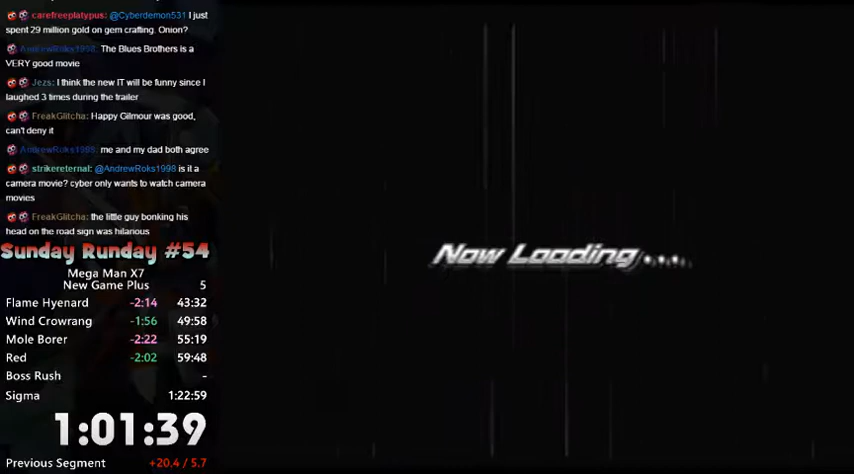 carefreeplatypus: @Cyberdemon531 I just
spent 29 million gold on gem crafting. Onion?
AndrewRoks1998: The Blues Brothers is a
VERY good movie
Jezs: I think the new IT will be funny since I
laughed 3 times during the trailer
FreakGlitcha: Happy Gilmour was good,
can't deny it
AndrewRoks1998: me and my dad both agree
strikereternal: @AndrewRoks1998 is it a
camera movie? cyber only wants to watch camera
movies
FreakGlitcha: the little guy bonking his
head on the road sign was hilarious
Sunday Runday #54
Mega Man X7
New Game Plus 5
Flame Hyenard -2:14 43:32
Wind Crowrang -1:56 49:58
Mole Borer -2:22 55:19
Red -2:02 59:48
Boss Rush -
Sigma 1:22:59
1:01:39
Previous Segment +20.4 / 5.7
Now Loading.....